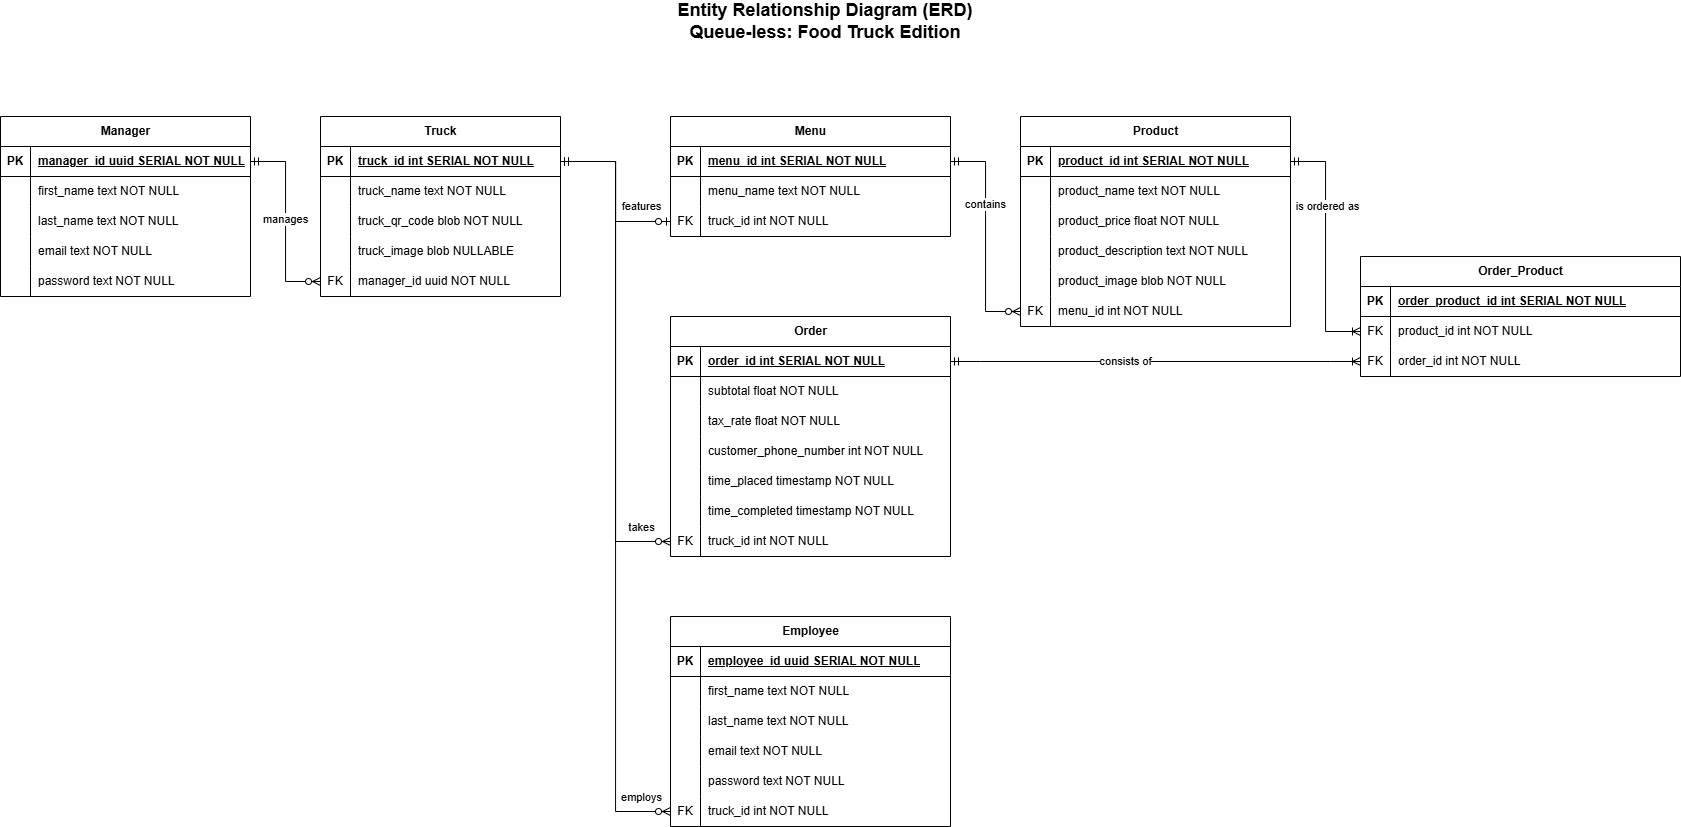 Entity Relationship Diagram (ERD)
Queue-less: Food Truck Edition
Manager
PK manager_id uuid SERIAL NOT NULL
first_name text NOT NULL
last_name text NOT NULL
email text NOT NULL
password text NOT NULL
manages
Truck
PK truck_id int SERIAL NOT NULL
truck_name text NOT NULL
truck_qr_code blob NOT NULL
truck_image blob NULLABLE
FK manager_id uuid NOT NULL
features
Menu
PK menu_id int SERIAL NOT NULL
menu_name text NOT NULL
FK truck_id int NOT NULL
contains
Product
PK product_id int SERIAL NOT NULL
product_name text NOT NULL
product_price float NOT NULL
product_description text NOT NULL
product_image blob NOT NULL
FK menu_id int NOT NULL
is ordered as
Order_Product
PK order_product_id int SERIAL NOT NULL
FK product_id int NOT NULL
FK order_id int NOT NULL
Order
PK order_id int SERIAL NOT NULL
subtotal float NOT NULL
tax_rate float NOT NULL
customer_phone_number int NOT NULL
time_placed timestamp NOT NULL
time_completed timestamp NOT NULL
FK truck_id int NOT NULL
consists of
takes
Employee
PK employee_id uuid SERIAL NOT NULL
first_name text NOT NULL
last_name text NOT NULL
email text NOT NULL
password text NOT NULL
FK truck_id int NOT NULL
employs